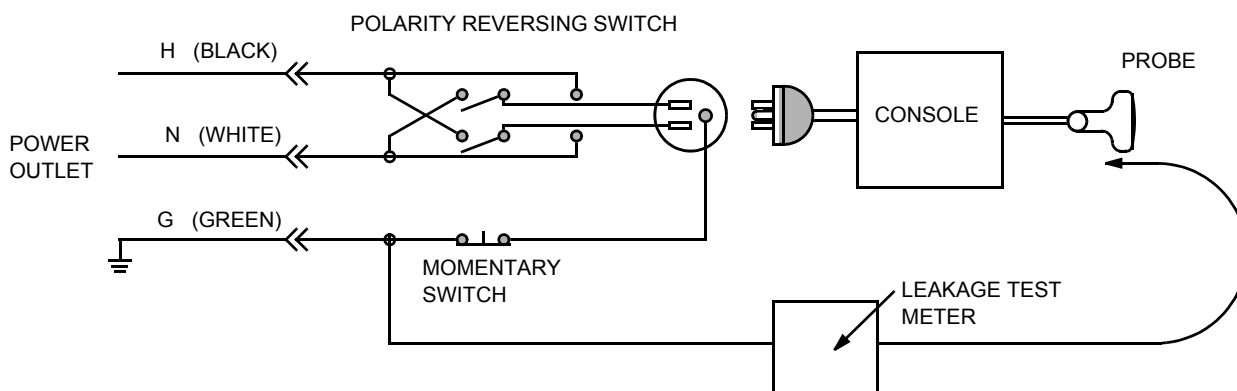 POLARITY REVERSING SWITCH
H (BLACK)
PROBE
CONSOLE
N (WHITE)
POWER
OUTLET
G (GREEN)
MOMENTARY
SWITCH
LEAKAGE TEST
METER